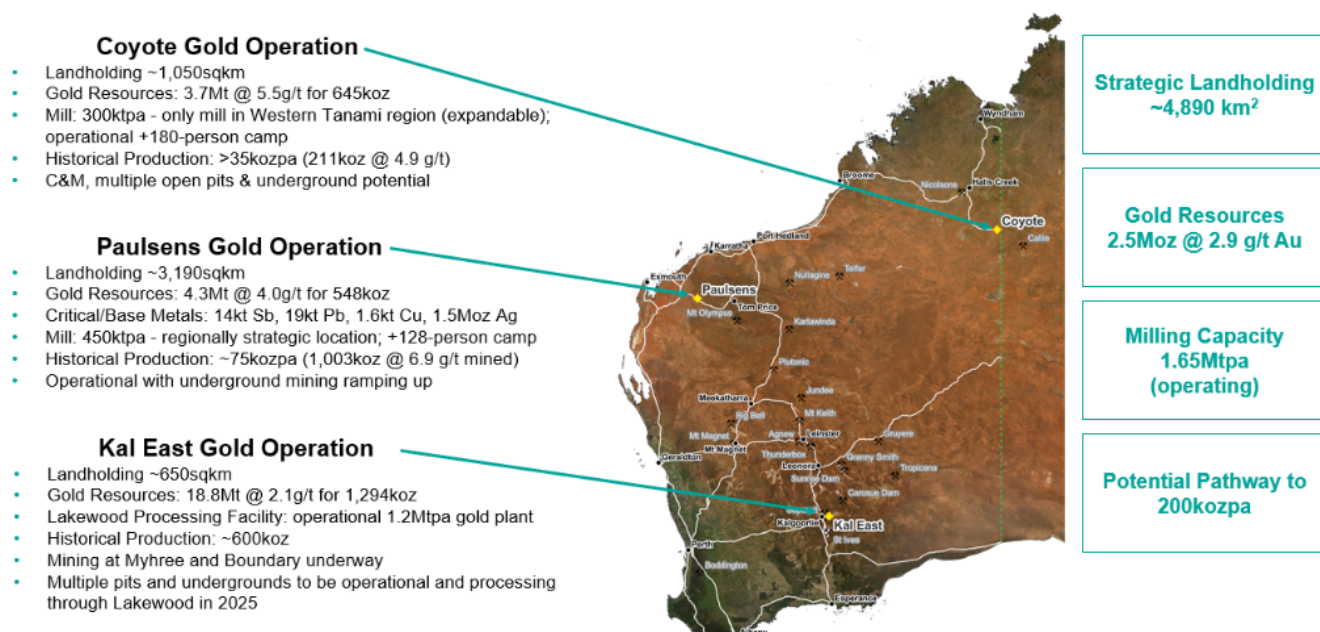 Coyote Gold Operation
• Landholding ~1,050sqkm
• Gold Resources: 3.7Mt @ 5.5g/t for 645koz
• Mill: 300ktpa - only mill in Western Tanami region (expandable);
operational +180-person camp
• Historical Production: >35kozpa (211koz @ 4.9 g/t)
• C&M, multiple open pits & underground potential
Paulsens Gold Operation
• Landholding ~3,190sqkm
• Gold Resources: 4.3Mt @ 4.0g/t for 548koz
• Critical/Base Metals: 14kt Sb, 19kt Pb, 1.6kt Cu, 1.5Moz Ag
• Mill: 450ktpa - regionally strategic location; +128-person camp
• Historical Production: ~75kozpa (1,003koz @ 6.9 g/t mined)
• Operational with underground mining ramping up
Kal East Gold Operation
• Landholding ~650sqkm
• Gold Resources: 18.8Mt @ 2.1g/t for 1,294koz
• Lakewood Processing Facility: operational 1.2Mtpa gold plant
• Historical Production: ~600koz
• Mining at Myhree and Boundary underway
• Multiple pits and undergrounds to be operational and processing
through Lakewood in 2025
Wyndham
Broome
Nicolsons
Halls Creek
Coyote
Callie
Port Hedland
Karratha
Exmouth
Nullagine
Telfer
Paulsens
Tom Price
Mt Olympus
Karlawinda
Plutonic
Jundee
Meekatharra
Big Bell
Mt Keith
Mt Magnet
Agnew
Leinster
Gruyere
Mt Magnet
Thunderbox
Geraldton
Leonora
Granny Smith
Sunrise Dam
Tropicana
Carosue Dam
Kalgoorlie
Kal East
St Ives
Perth
Boddington
Esperance
Albany
Strategic Landholding
~4,890 km²
Gold Resources
2.5Moz @ 2.9 g/t Au
Milling Capacity
1.65Mtpa
(operating)
Potential Pathway to
200kozpa